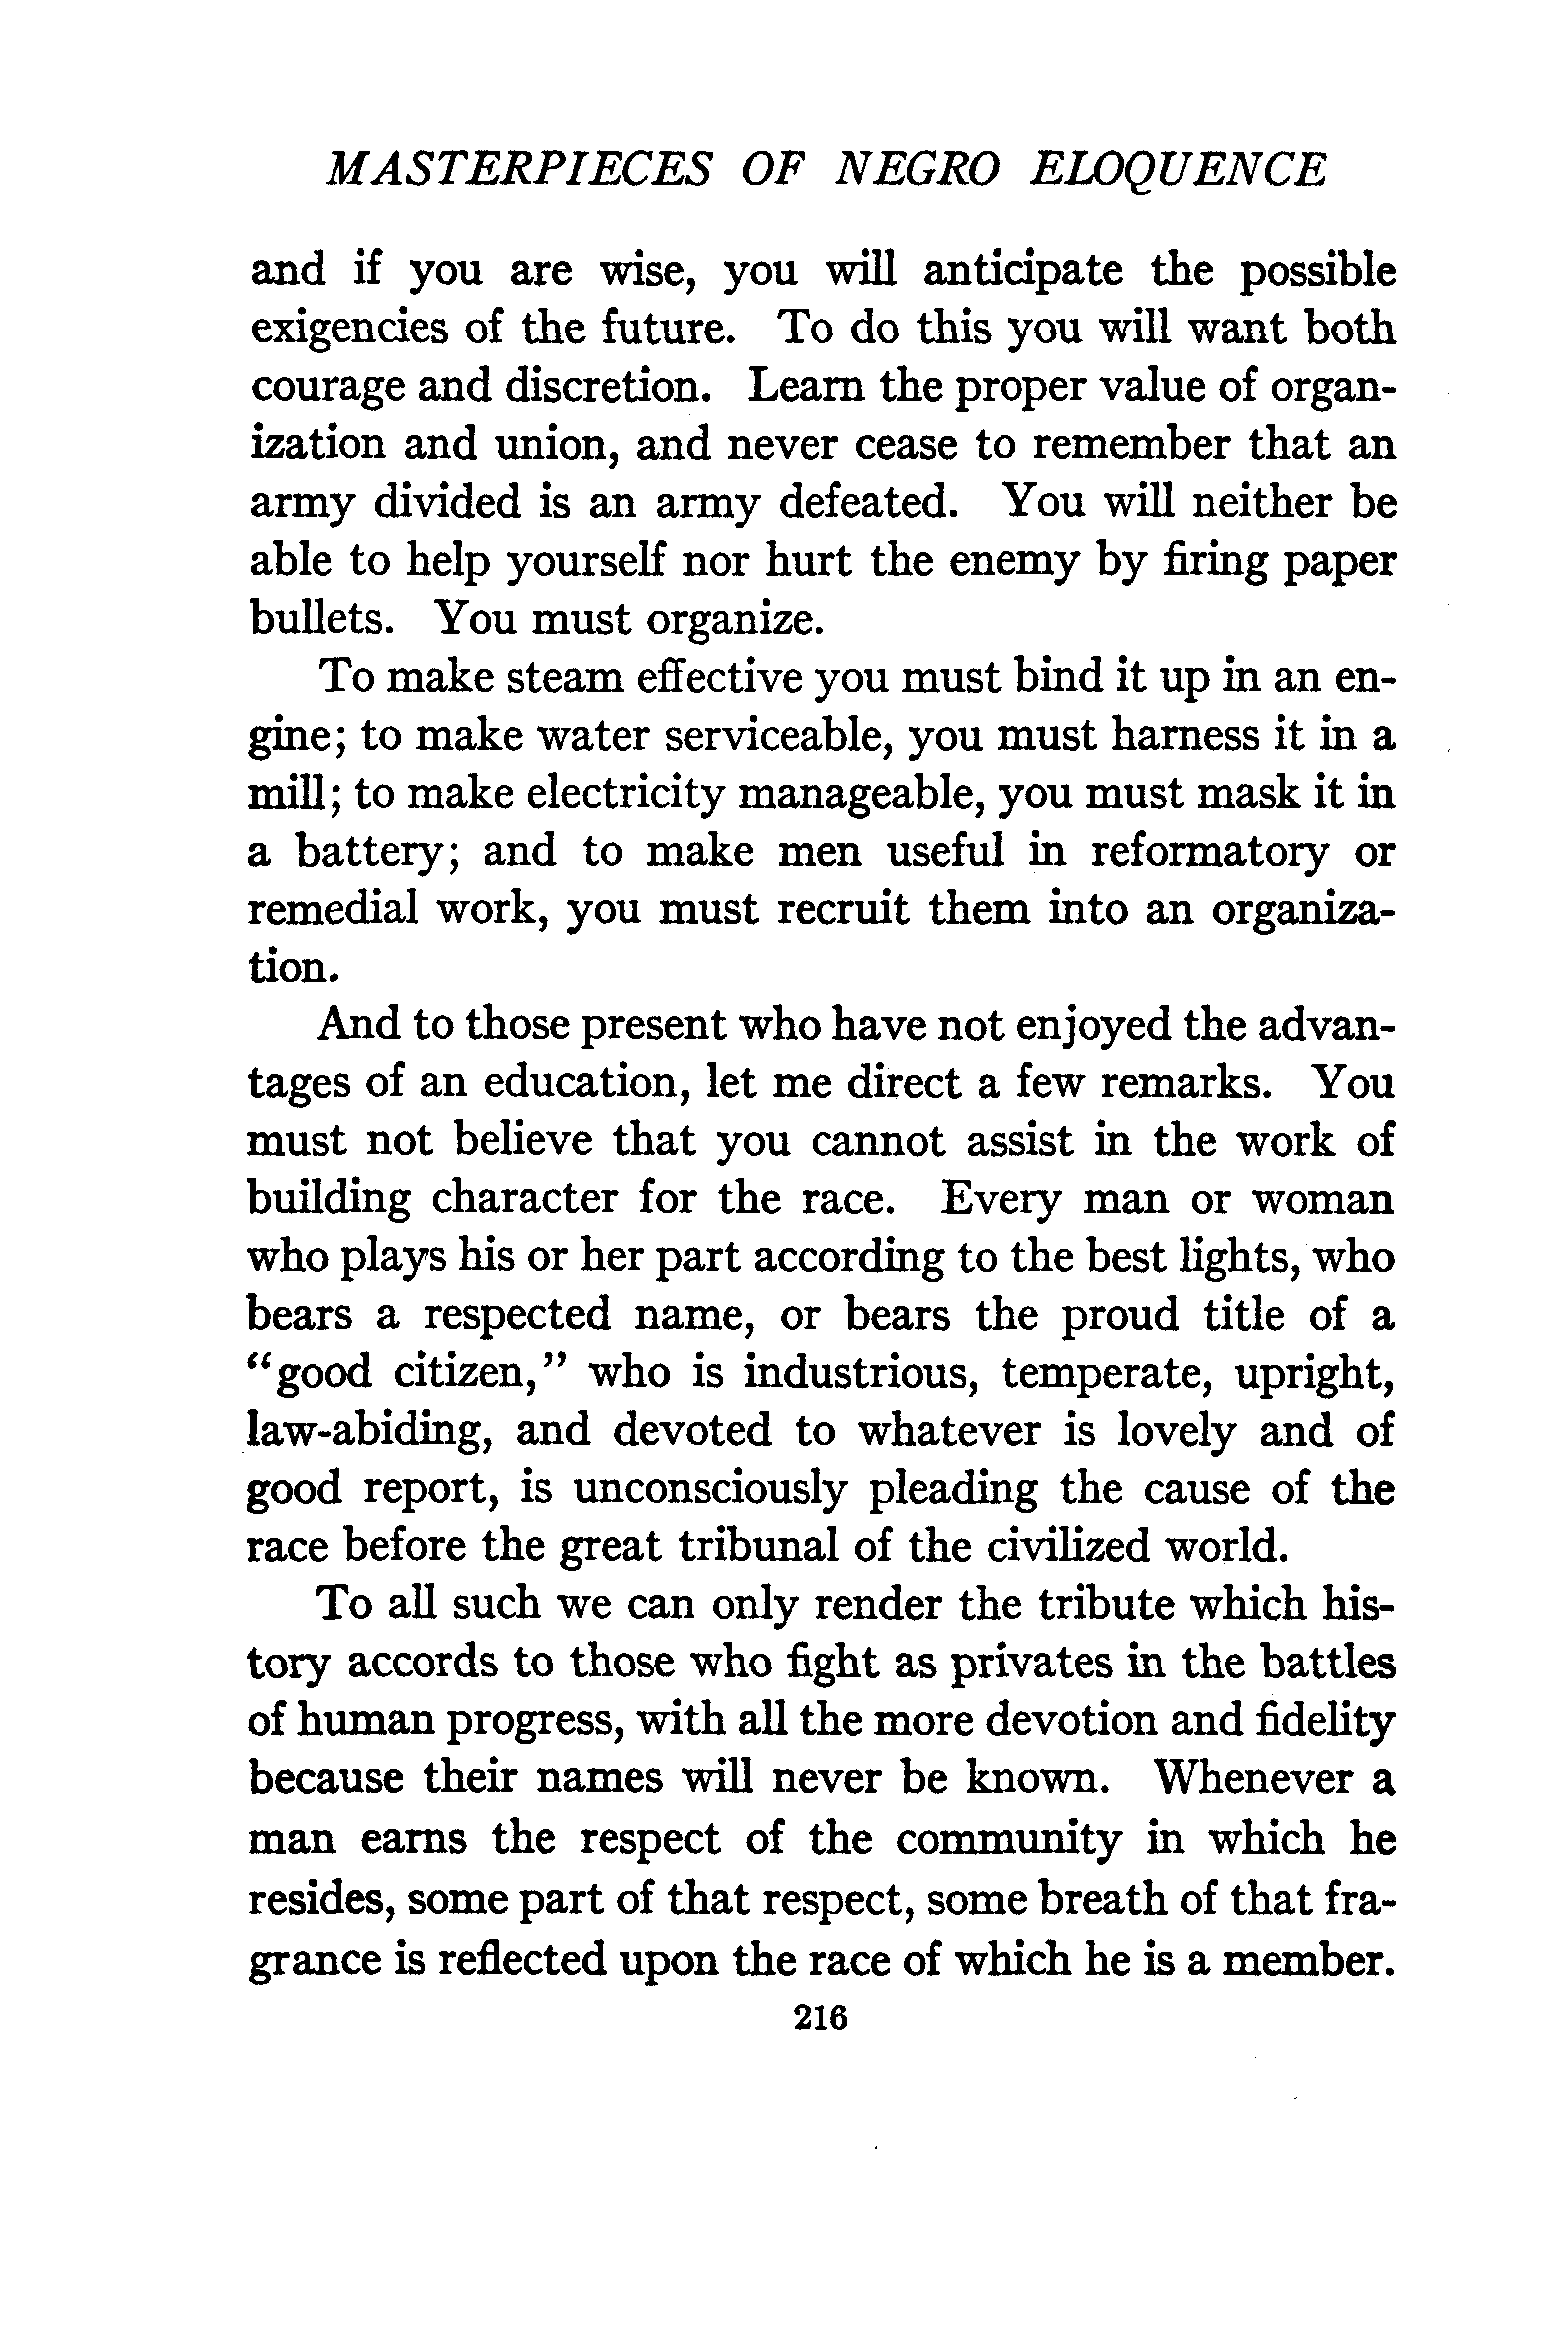 MASTERPIECES OF NEGRO ELOQUENCE
and if you are wise, you will anticipate the possible
exigencies of the future. To do this you will want both
courage and discretion. Learn the proper value of organ-
ization and union, and never cease to remember that an
army divided is an army defeated. You will neither be
able to help yourself nor hurt the enemy by firing paper
bullets. You must organize.
To make steam effective you must bind it up in an en-
gine; to make water serviceable, you must harness it in a
mill; to make electricity manageable, you must mask it in
a battery; and to make men useful in reformatory or
remedial work, you must recruit them into an organiza-
tion.
And to those present who have not enjoyed the advan-
tages of an education, let me direct a few remarks. You
must not believe that you cannot assist in the work of
building character for the race. Every man or woman
who plays his or her part according to the best lights, who
bears a respected name, or bears the proud title of a
“good citizen,” who is industrious, temperate, upright,
law-abiding, and devoted to whatever is lovely and of
good report, is unconsciously pleading the cause of the
race before the great tribunal of the civilized world.
To all such we can only render the tribute which his-
tory accords to those who fight as privates in the battles
of human progress, with all the more devotion and fidelity
because their names will never be known. Whenever a
man earns the respect of the community in which he
resides, some part of that respect, some breath of that fra-
grance is reflected upon the race of which he is a member.
216